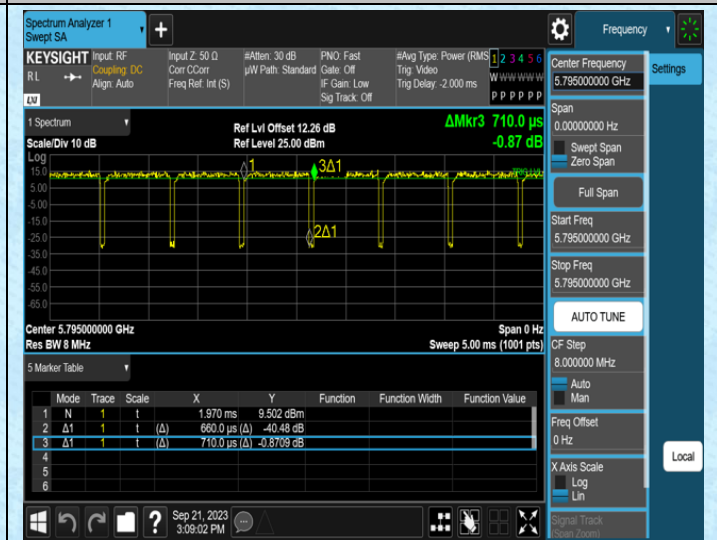 Spectrum Analyzer 1
Swept SA
+
Frequency
KEYSIGHT
Input: RF
Input Z: 50 Ω
#Atten: 30 dB
PNO: Fast
#Avg Type: Power (RMS
1 2 3 4 5 6
RL
Coupling: DC
Corr CCorr
µW Path: Standard
Gate: Off
Trig: Video
Align: Auto
Freq Ref: Int (S)
IF Gain: Low
Trig Delay: -2.000 ms
W W W W W W
Sig Track: Off
P P P P P P
LXI
1 Spectrum
Ref Lvl Offset 12.26 dB
ΔMkr3 710.0 µs
Scale/Div 10 dB
Ref Level 25.00 dBm
-0.87 dB
Log
15.0
5.00
-5.00
-15.0
-25.0
-35.0
-45.0
-55.0
-65.0
1
3Δ1
2Δ1
Center 5.795000000 GHz
Span 0 Hz
Res BW 8 MHz
Sweep 5.00 ms (1001 pts)
5 Marker Table
Mode Trace Scale X Y Function Function Width Function Value
1 N 1 t 1.970 ms 9.502 dBm
2 Δ1 1 t (Δ) 660.0 µs (Δ) -40.48 dB
3 Δ1 1 t (Δ) 710.0 µs (Δ) -0.8709 dB
4
5
6
Sep 21, 2023
3:09:02 PM
Center Frequency
5.795000000 GHz
Span
0.00000000 Hz
Swept Span
Zero Span
Full Span
Start Freq
5.795000000 GHz
Stop Freq
5.795000000 GHz
AUTO TUNE
CF Step
8.000000 MHz
Auto
Man
Freq Offset
0 Hz
X Axis Scale
Log
Lin
Signal Track
(Span Zoom)
Settings
Local